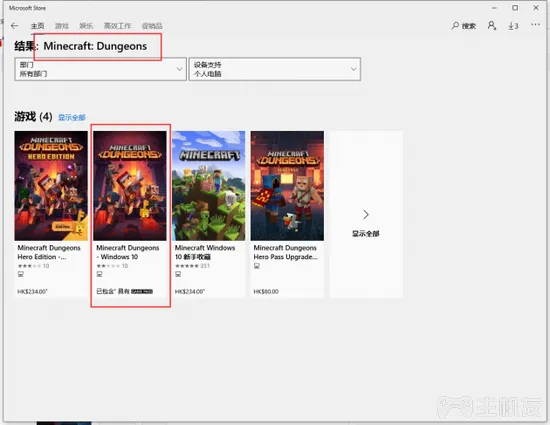 Microsoft Store
主页 游戏 娱乐 高效工作 促销品
搜索
3
结果: Minecraft: Dungeons
部门
所有部门
设备支持
个人电脑
游戏 (4) 显示全部
MINECRAFT
DUNGEONS
HERO EDITION
MINECRAFT
DUNGEONS
MINECRAFT
MINECRAFT
DUNGEONS
HERO PASS
Minecraft Dungeons
Hero Edition -...
10
HK$234.00+
Minecraft Dungeons
- Windows 10
10
已包含+ 具有 GAME PASS
Minecraft Windows
10 新手收藏
351
HK$234.00+
Minecraft Dungeons
Hero Pass Upgrade...
HK$80.00
显示全部
主机友